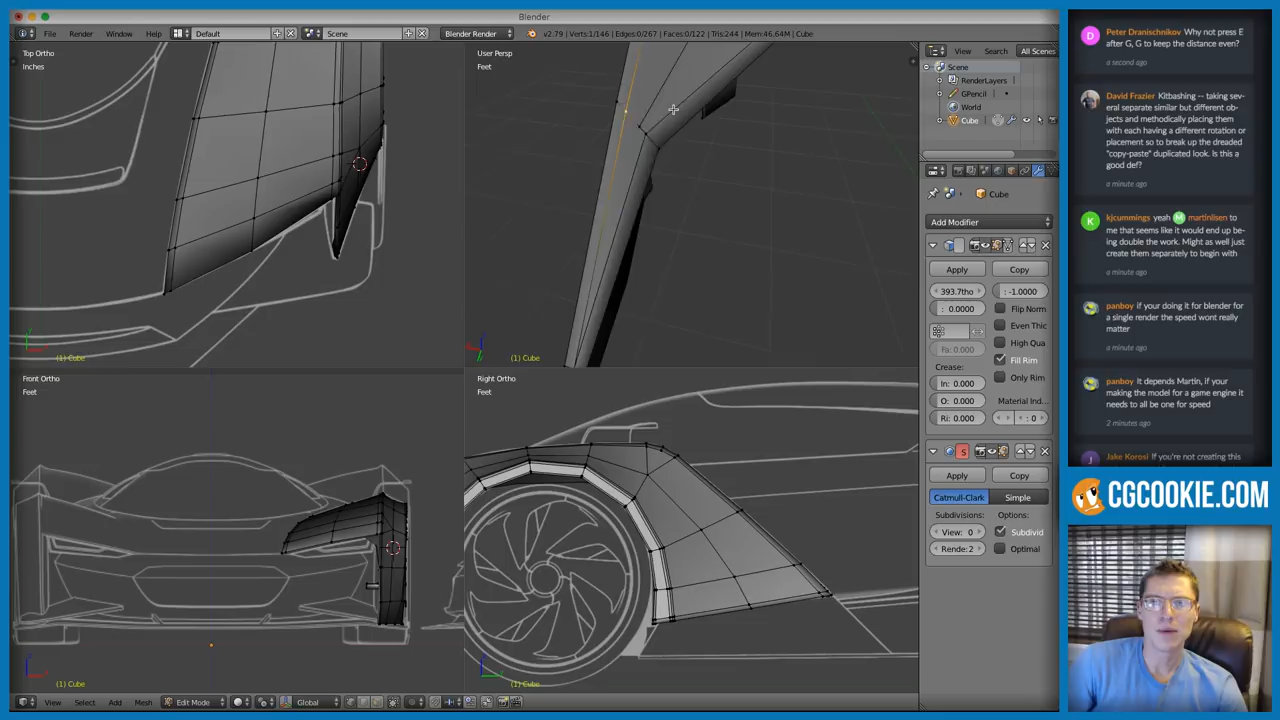 Blender
File Render Window Help Default Scene Blender Render v2.79 | Verts:1/146 | Edges:0/267 | Faces:0/122 | Tris:244 | Mem:46.64M | Cube
Top Ortho
Inches
(1) Cube
User Persp
Feet
(1) Cube
Front Ortho
Feet
(1) Cube
Right Ortho
Feet
(1) Cube
View Select Add Mesh Edit Mode Global
View Search All Scenes
Scene
RenderLayers
GPencil
World
Cube
Cube
Add Modifier
Apply Copy
393.7tho : -1.0000
: 0.0000 Flip Norm
Even Thic
High Qua
Fa: 0.000 Fill Rim
Crease: Only Rim
In: 0.000
O: 0.000 Material Ind...
Ri: 0.000 : 0
S
Apply Copy
Catmull-Clark Simple
Subdivisions: Options:
View: 0 Subdivid
Rende: 2 Optimal
D
Peter Dranischnikov Why not press E
after G, G to keep the distance even?
a second ago
David Frazier Kitbashing -- taking sev-
eral separate similar but different ob-
jects and methodically placing them
with each having a different rotation or
placement so to break up the dreaded
"copy-paste" duplicated look. Is this a
good def?
a minute ago
K
kjcummings yeah M martinlisen to
me that seems like it would end up be-
ing double the work. Might as well just
create them separately to begin with
a minute ago
panboy if your doing it for blender for
a single render the speed wont really
matter
a minute ago
panboy It depends Martin, if your
making the model for a game engine it
needs to all be one for speed
2 minutes ago
J
Jake Korosi If you're not creating this
CGCOOKIE.COM